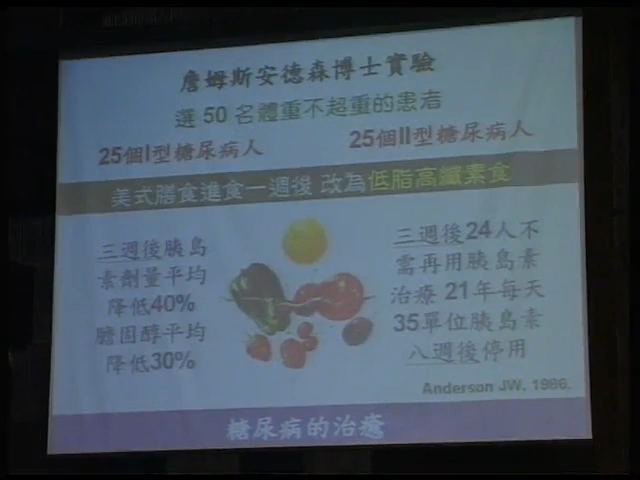 詹姆斯安德森博士實驗
選 50 名體重不超重的患者
25個I型糖尿病人
25個II型糖尿病人
美式膳食進食一週後 改為低脂高纖素食
三週後胰島
素劑量平均
降低40%
膽固醇平均
降低30%
三週後24人不
需再用胰島素
治療 21年每天
35單位胰島素
八週後停用
Anderson JW, 1986.
糖尿病的治癒